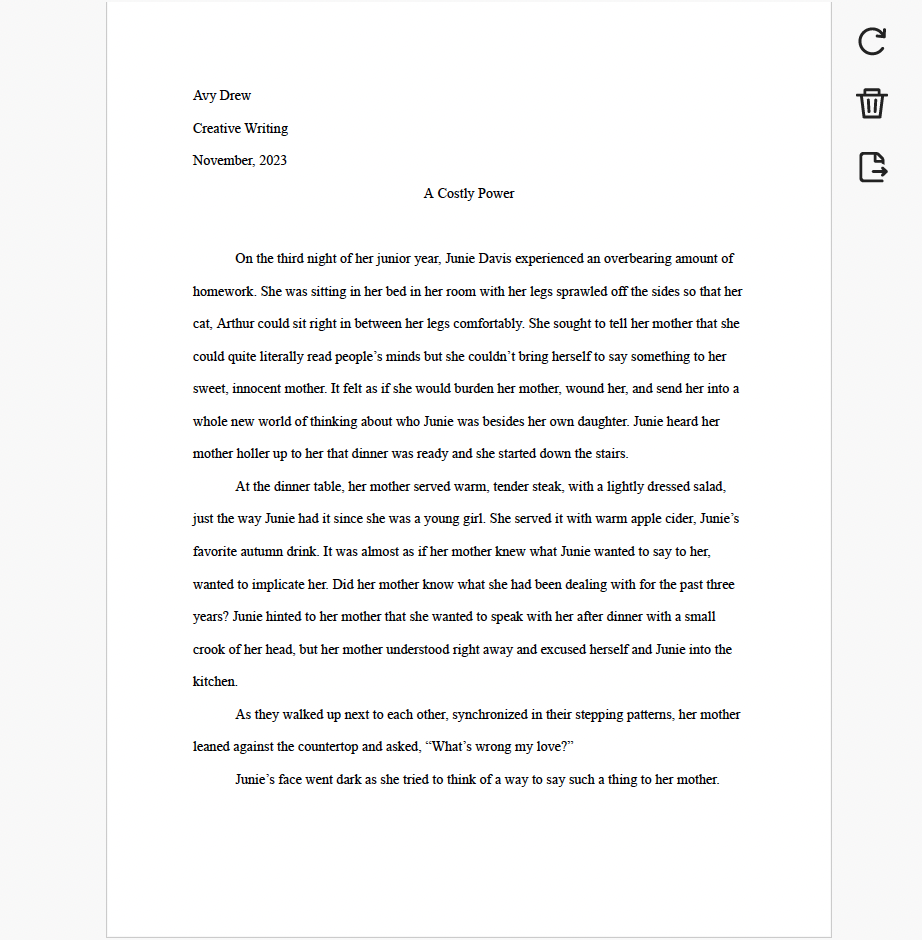 Avy Drew
Creative Writing
November, 2023
A Costly Power
On the third night of her junior year, Junie Davis experienced an overbearing amount of
homework. She was sitting in her bed in her room with her legs sprawled off the sides so that her
cat, Arthur could sit right in between her legs comfortably. She sought to tell her mother that she
could quite literally read people’s minds but she couldn’t bring herself to say something to her
sweet, innocent mother. It felt as if she would burden her mother, wound her, and send her into a
whole new world of thinking about who Junie was besides her own daughter. Junie heard her
mother holler up to her that dinner was ready and she started down the stairs.
At the dinner table, her mother served warm, tender steak, with a lightly dressed salad,
just the way Junie had it since she was a young girl. She served it with warm apple cider, Junie’s
favorite autumn drink. It was almost as if her mother knew what Junie wanted to say to her,
wanted to implicate her. Did her mother know what she had been dealing with for the past three
years? Junie hinted to her mother that she wanted to speak with her after dinner with a small
crook of her head, but her mother understood right away and excused herself and Junie into the
kitchen.
As they walked up next to each other, synchronized in their stepping patterns, her mother
leaned against the countertop and asked, “What’s wrong my love?”
Junie’s face went dark as she tried to think of a way to say such a thing to her mother.